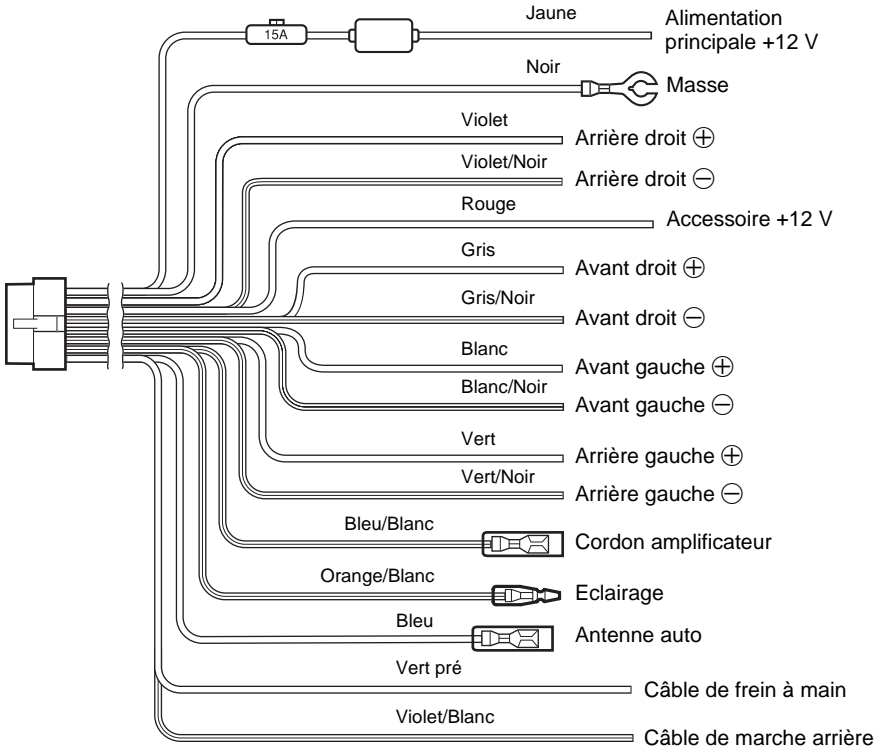 Jaune
15A
Alimentation
principale +12 V
Noir
Masse
Violet
Arrière droit ⊕
Violet/Noir
Arrière droit ⊖
Rouge
Accessoire +12 V
Gris
Avant droit ⊕
Gris/Noir
Avant droit ⊖
Blanc
Avant gauche ⊕
Blanc/Noir
Avant gauche ⊖
Vert
Arrière gauche ⊕
Vert/Noir
Arrière gauche ⊖
Bleu/Blanc
Cordon amplificateur
Orange/Blanc
Eclairage
Bleu
Antenne auto
Vert pré
Câble de frein à main
Violet/Blanc
Câble de marche arrière